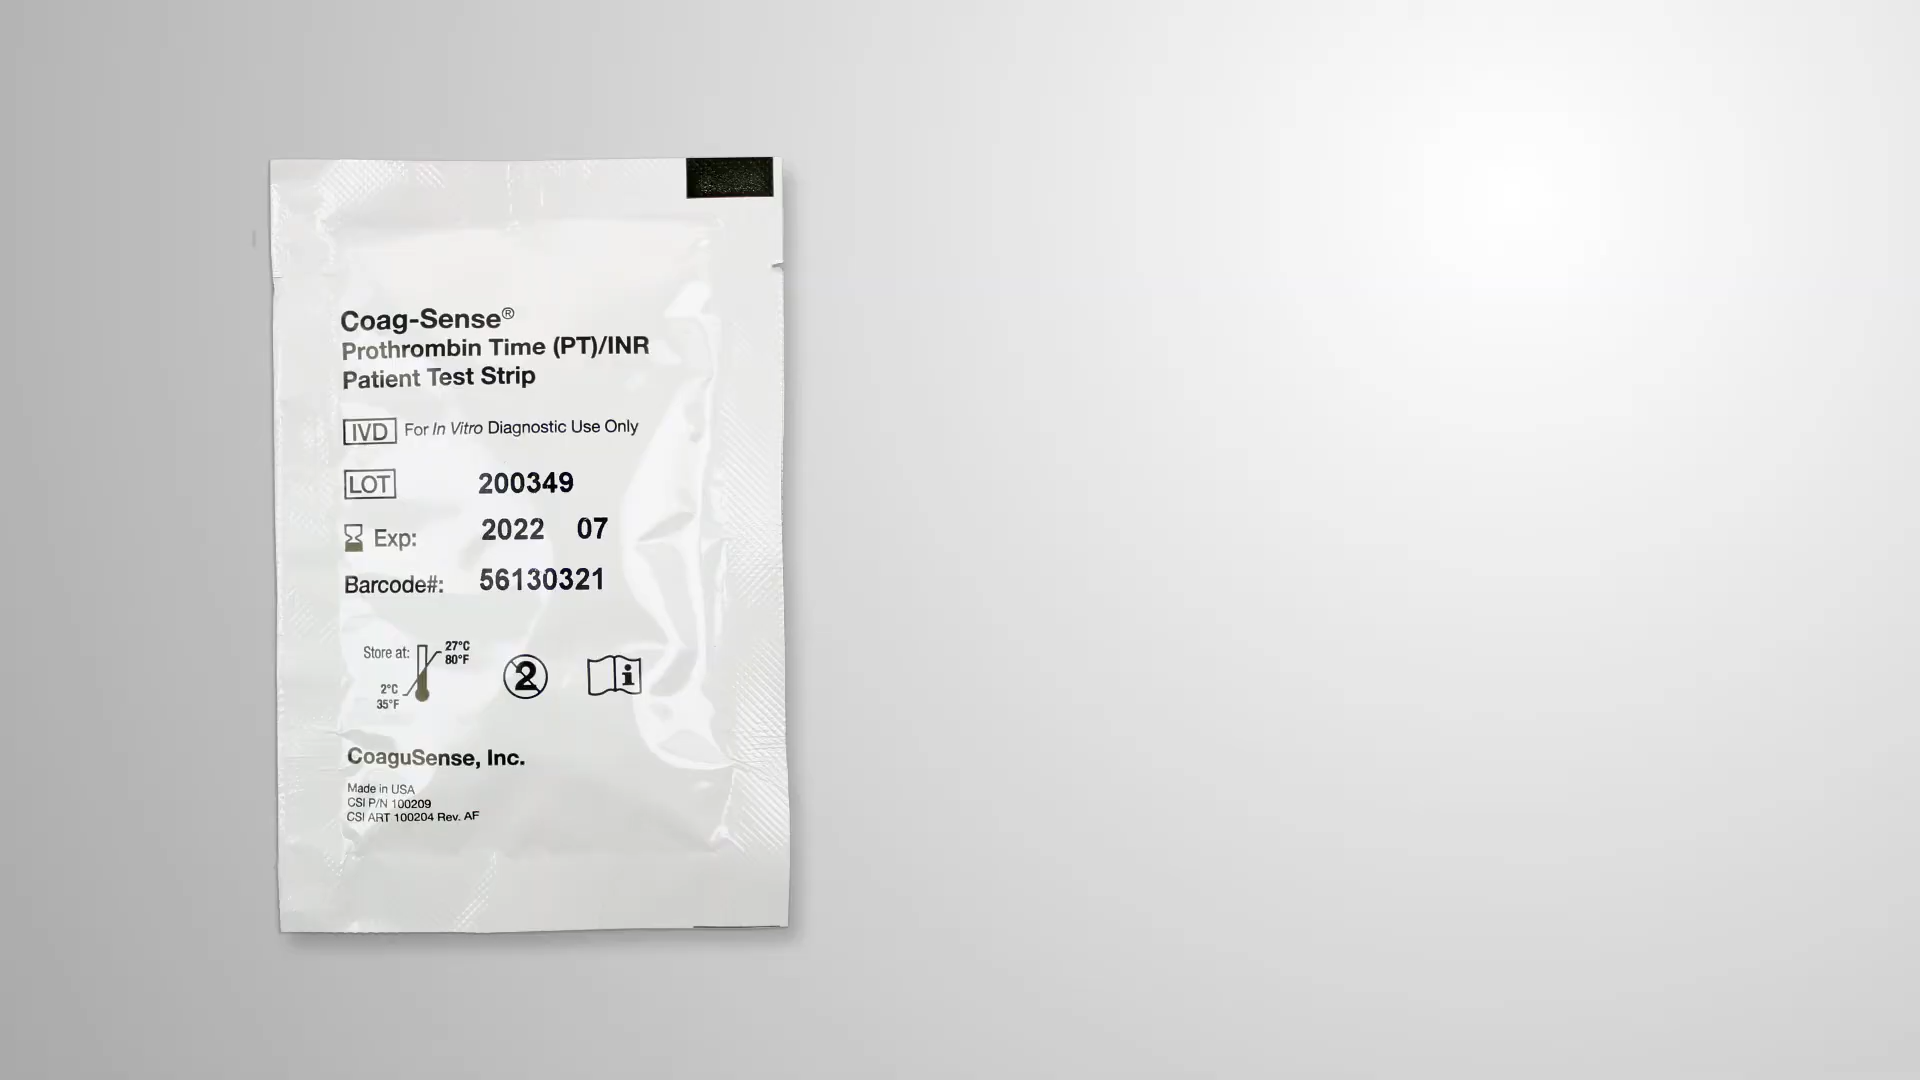 Coag-Sense®
Prothrombin Time (PT)/INR
Patient Test Strip
IVD For In Vitro Diagnostic Use Only
LOT 200349
Exp: 2022 07
Barcode#: 56130321
Store at: 27°C
80°F
2°C
35°F
2 i
CoaguSense, Inc.
Made in USA
CSI P/N 100209
CSI ART 100204 Rev. AF